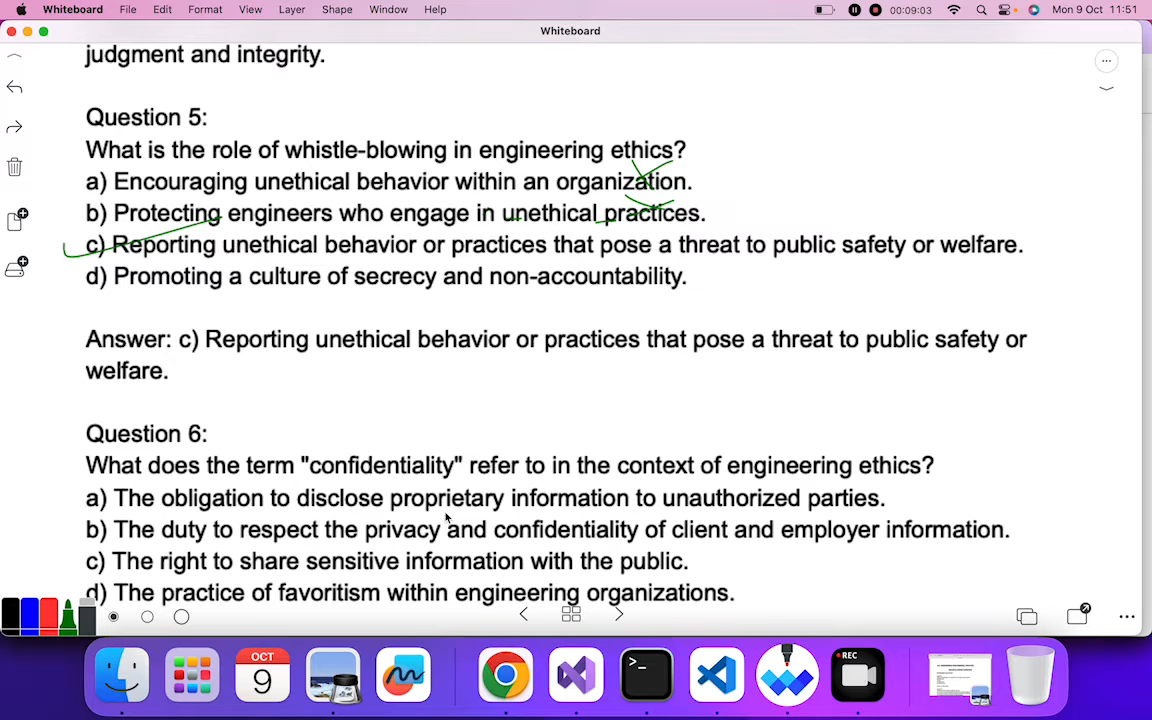 Whiteboard File Edit Format View Layer Shape Window Help 00:09:03 Mon 9 Oct 11:51
Whiteboard
judgment and integrity.
Question 5:
What is the role of whistle-blowing in engineering ethics?
a) Encouraging unethical behavior within an organization.
b) Protecting engineers who engage in unethical practices.
c) Reporting unethical behavior or practices that pose a threat to public safety or welfare.
d) Promoting a culture of secrecy and non-accountability.
Answer: c) Reporting unethical behavior or practices that pose a threat to public safety or
welfare.
Question 6:
What does the term "confidentiality" refer to in the context of engineering ethics?
a) The obligation to disclose proprietary information to unauthorized parties.
b) The duty to respect the privacy and confidentiality of client and employer information.
c) The right to share sensitive information with the public.
d) The practice of favoritism within engineering organizations.
OCT
9
REC